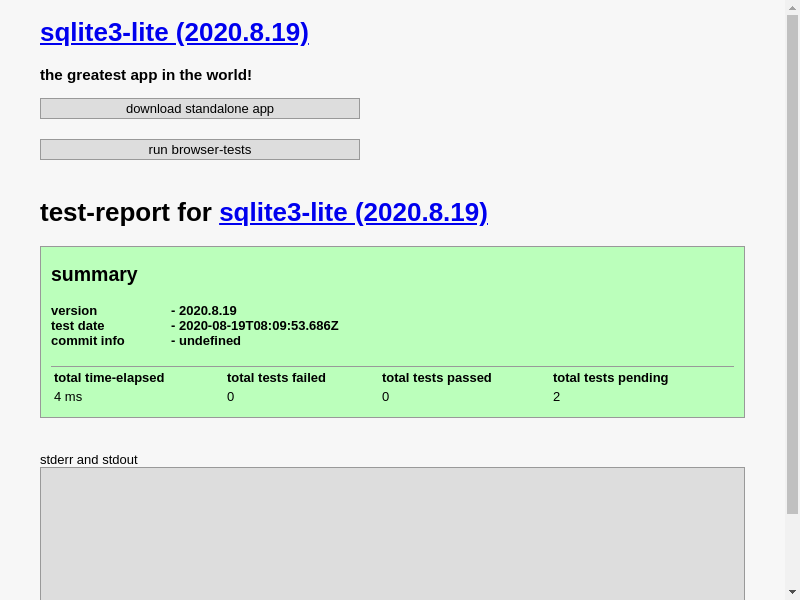 sqlite3-lite (2020.8.19)
the greatest app in the world!
download standalone app
run browser-tests
test-report for sqlite3-lite (2020.8.19)
summary
version - 2020.8.19
test date - 2020-08-19T08:09:53.686Z
commit info - undefined
total time-elapsed total tests failed total tests passed total tests pending
4 ms 0 0 2
stderr and stdout